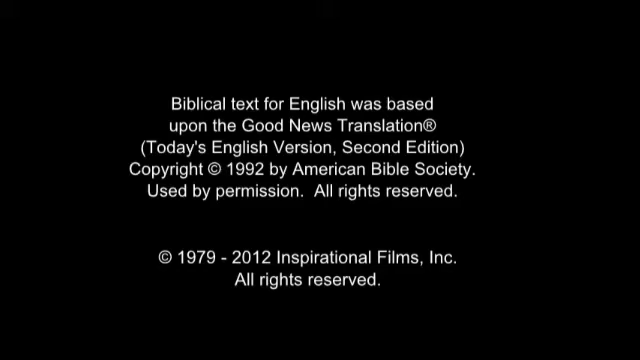 Biblical text for English was based
upon the Good News Translation®
(Today's English Version, Second Edition)
Copyright © 1992 by American Bible Society.
Used by permission.  All rights reserved.
© 1979 - 2012 Inspirational Films, Inc.
All rights reserved.